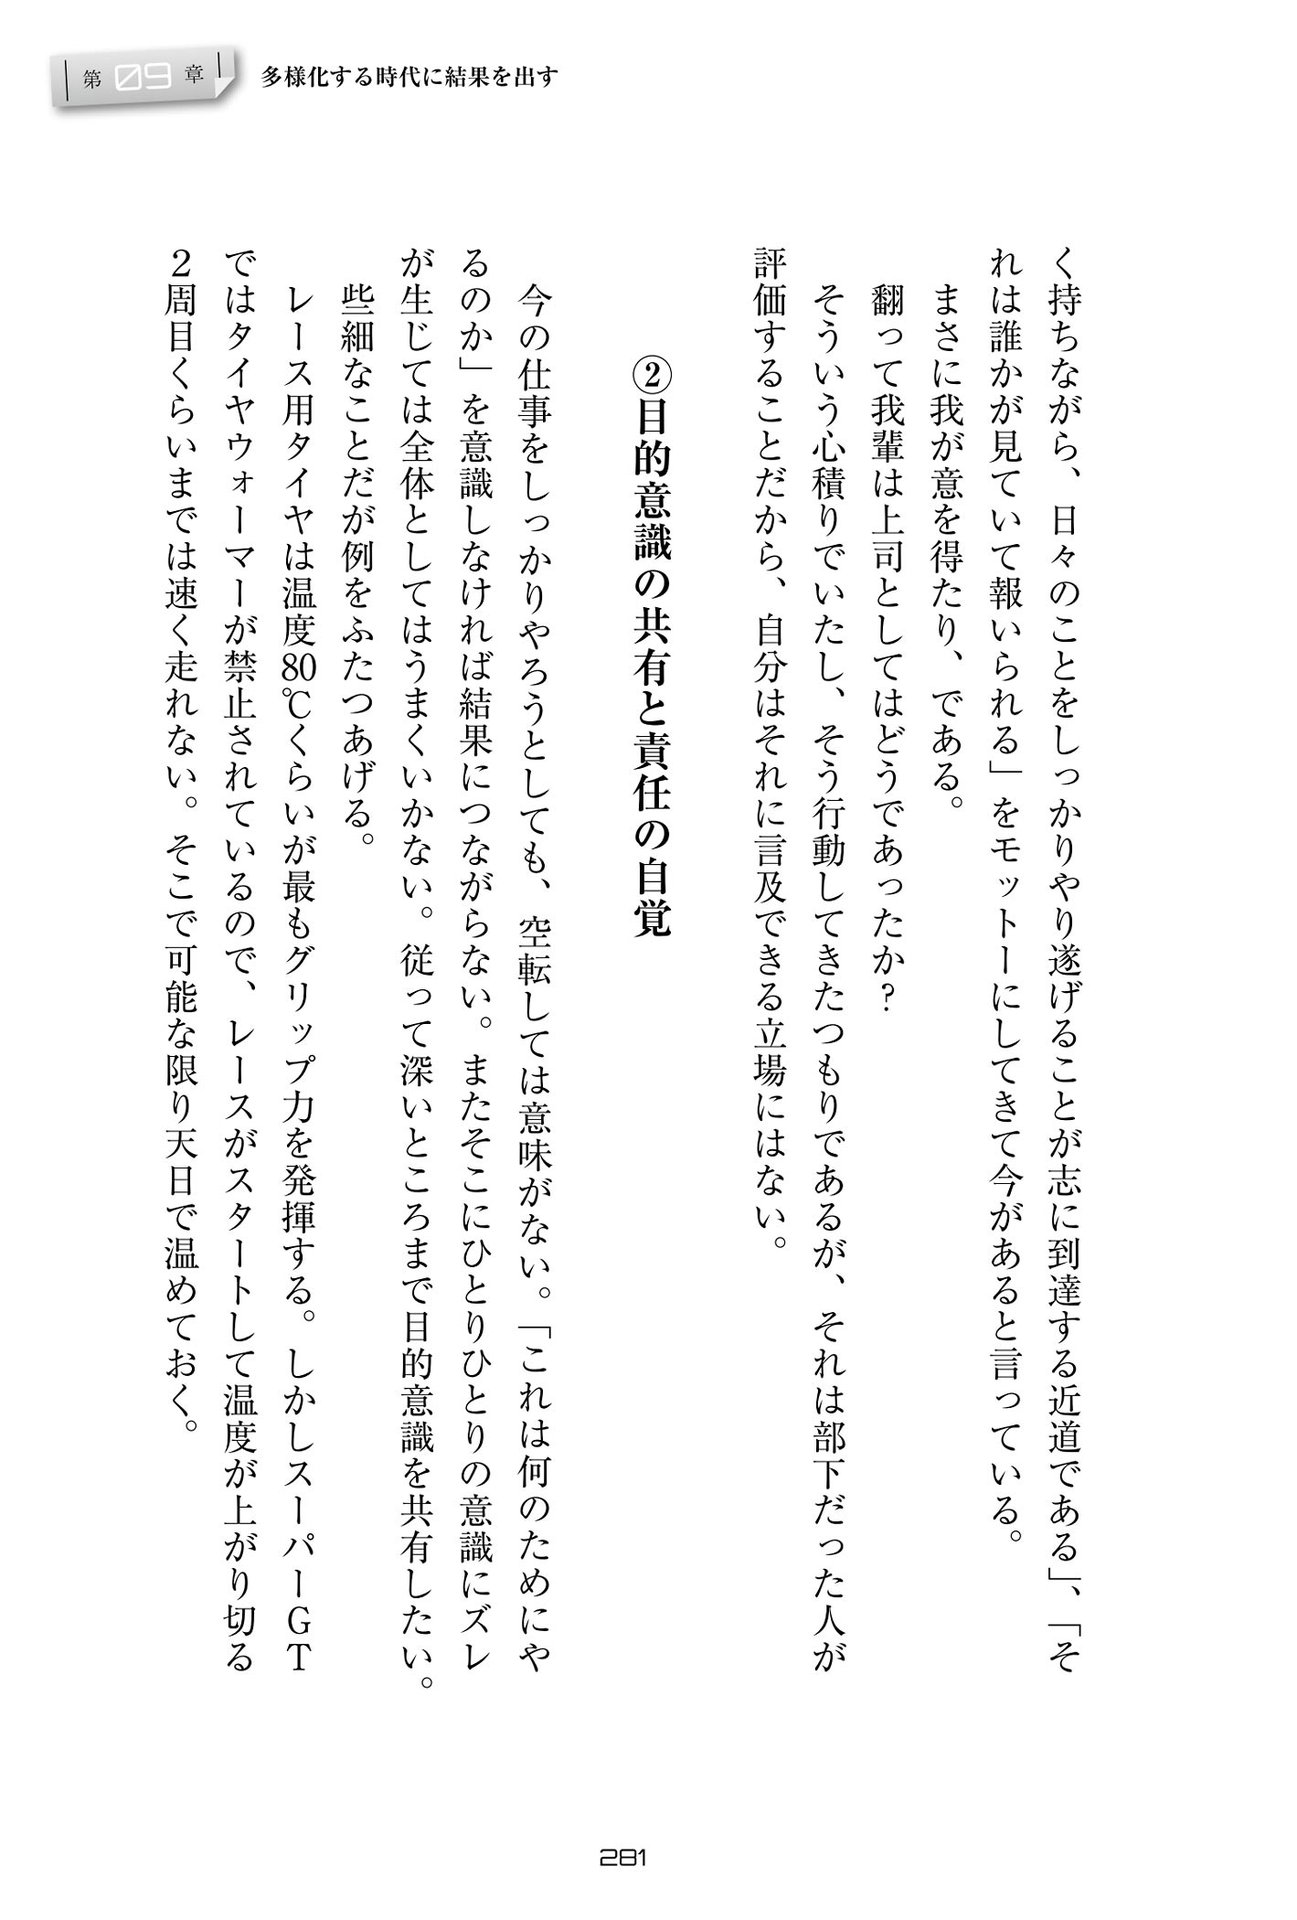 第09章 多様化する時代に結果を出す
く持ちながら、日々のことをしっかりやり遂げることが志に到達する近道である」、「そ
れは誰かが見ていて報いられる」をモットーにしてきて今があると言っている。
まさに我が意を得たり、である。
翻って我輩は上司としてはどうであったか?
そういう心積りでいたし、そう行動してきたつもりであるが、それは部下だった人が
評価することだから、自分はそれに言及できる立場にはない。
②目的意識の共有と責任の自覚
今の仕事をしっかりやろうとしても、空転しては意味がない。「これは何のためにや
るのか」を意識しなければ結果につながらない。またそこにひとりひとりの意識にズレ
が生じては全体としてはうまくいかない。従って深いところまで目的意識を共有したい。
些細なことだが例をふたつあげる。
レース用タイヤは温度80℃くらいが最もグリップ力を発揮する。しかしスーパーGT
ではタイヤウォーマーが禁止されているので、レースがスタートして温度が上がり切る
2周目くらいまでは速く走れない。そこで可能な限り天日で温めておく。
281